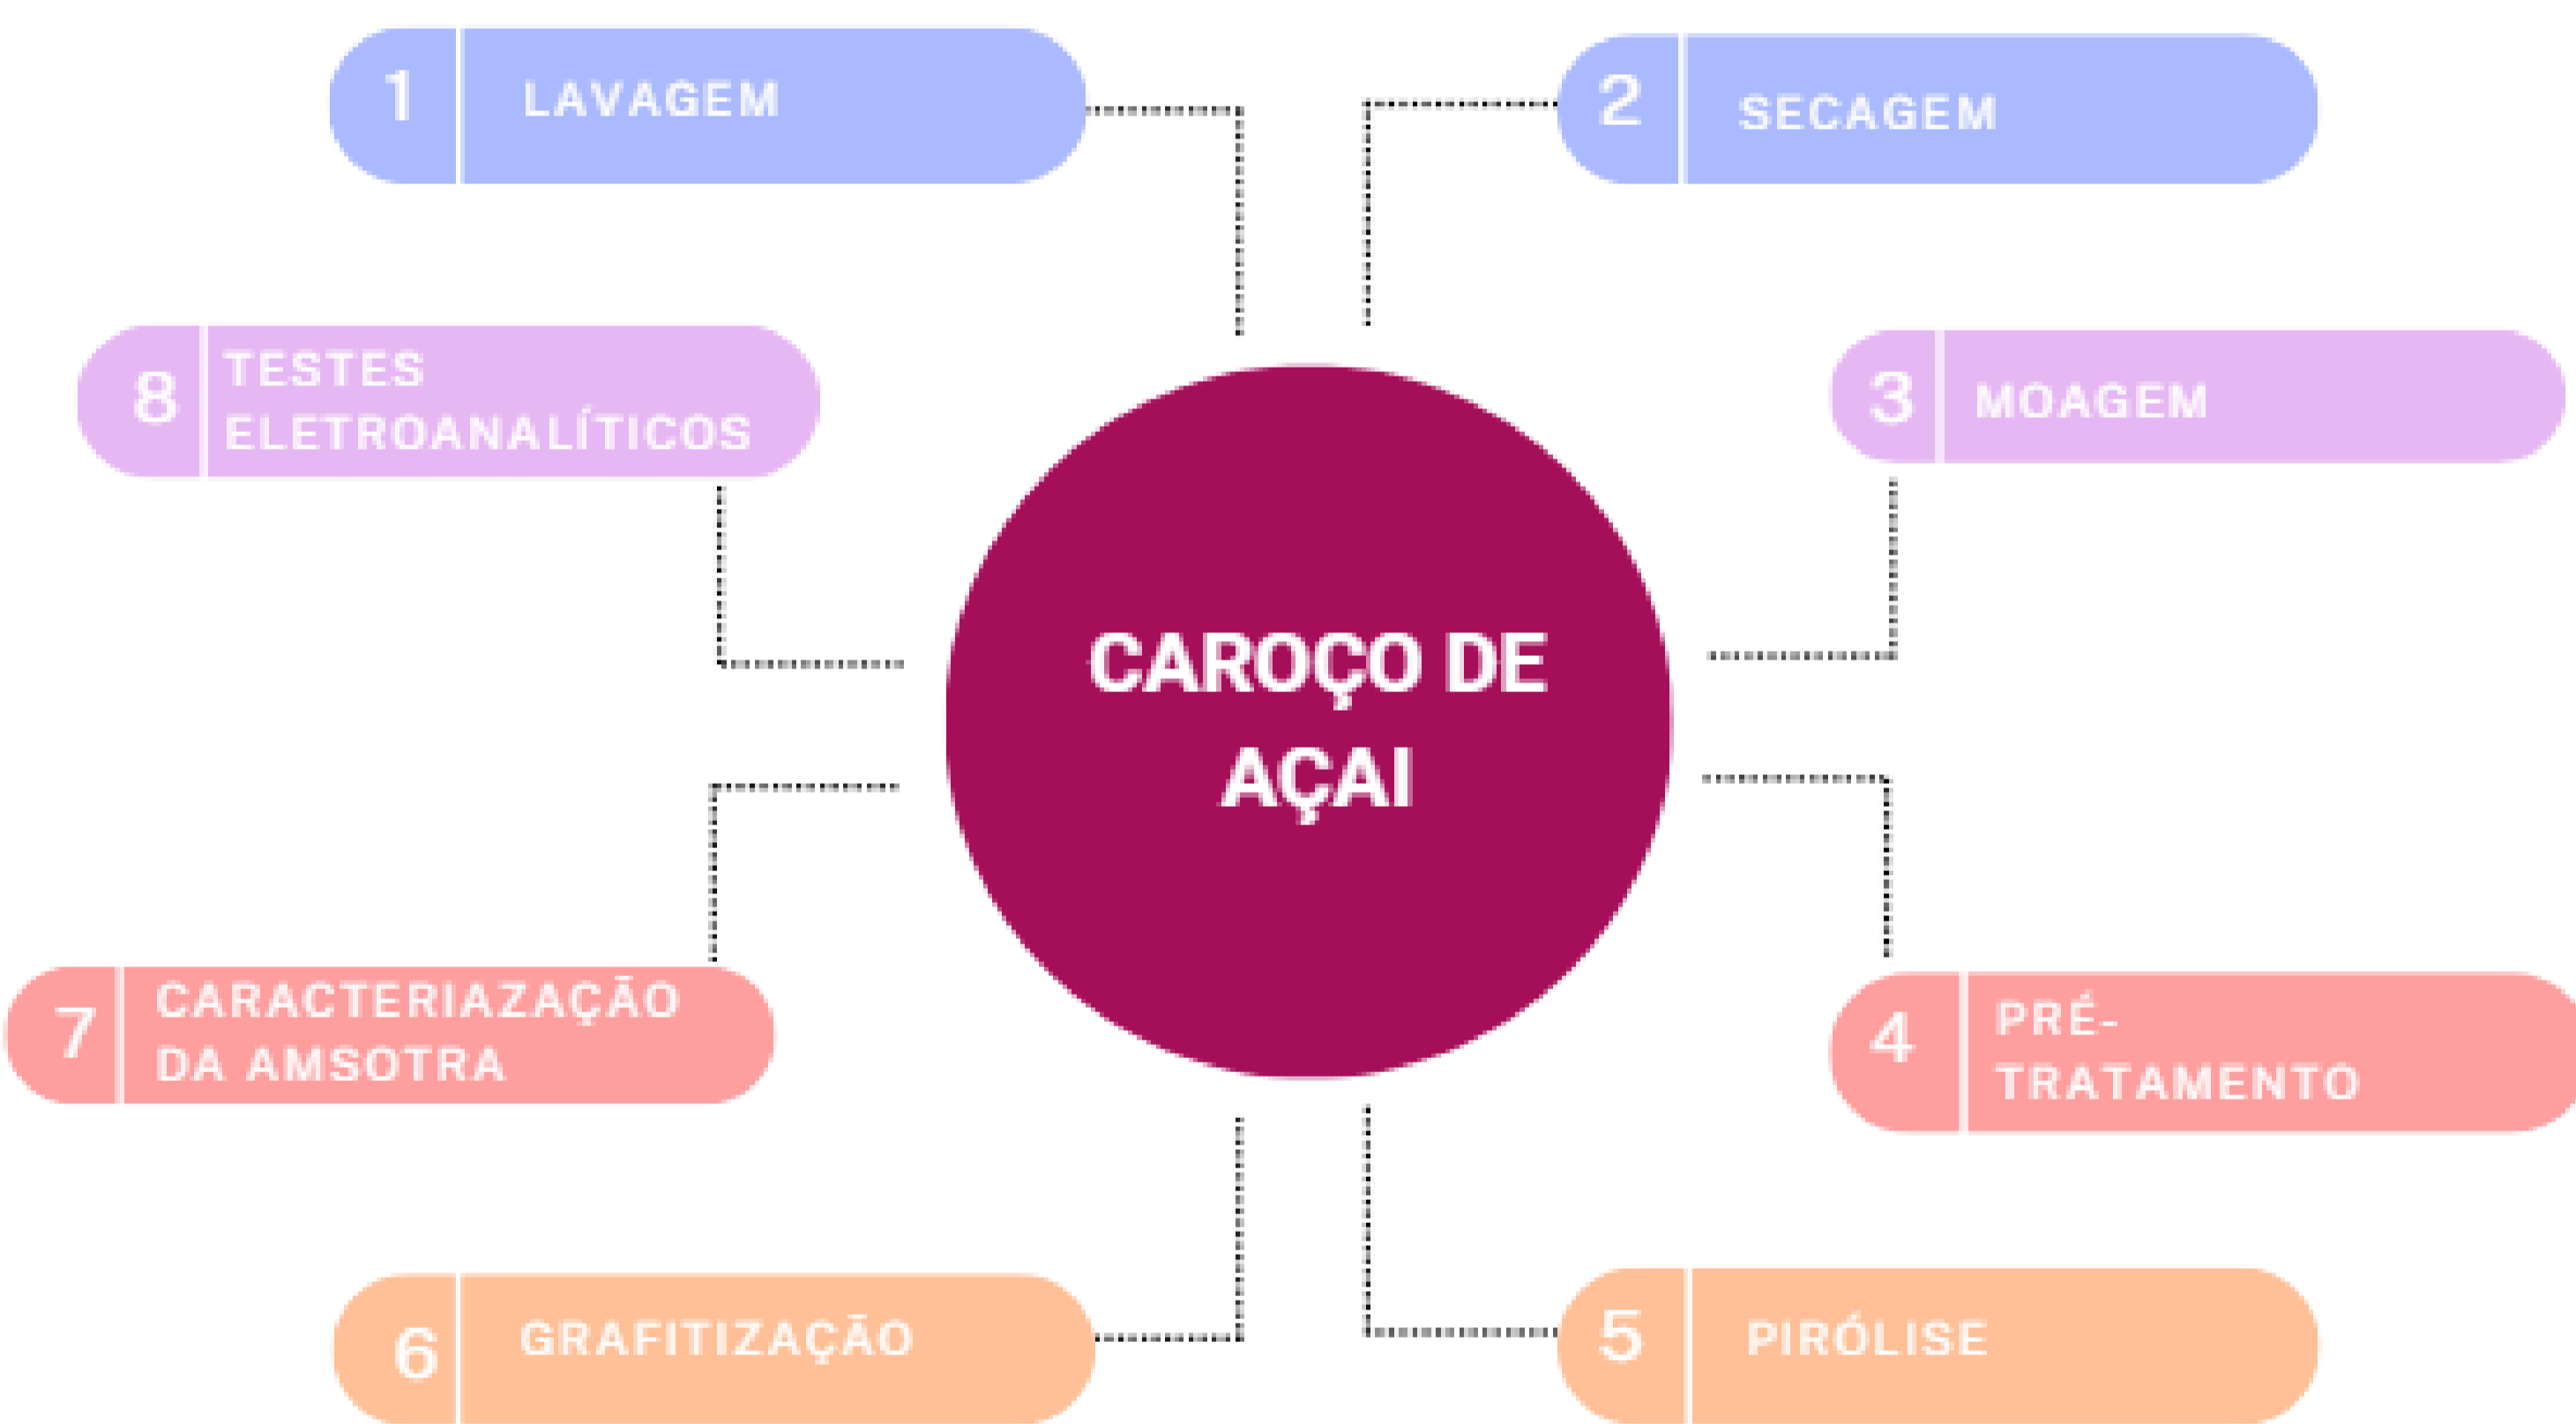 1 LAVAGEM
2 SECAGEM
8 TESTES
ELETROANALÍTICOS
3 MOAGEM
CAROÇO DE
AÇAI
7 CARACTERIAZAÇÃO
DA AMSOTRA
4 PRÉ-
TRATAMENTO
6 GRAFITIZAÇÃO
5 PIRÓLISE